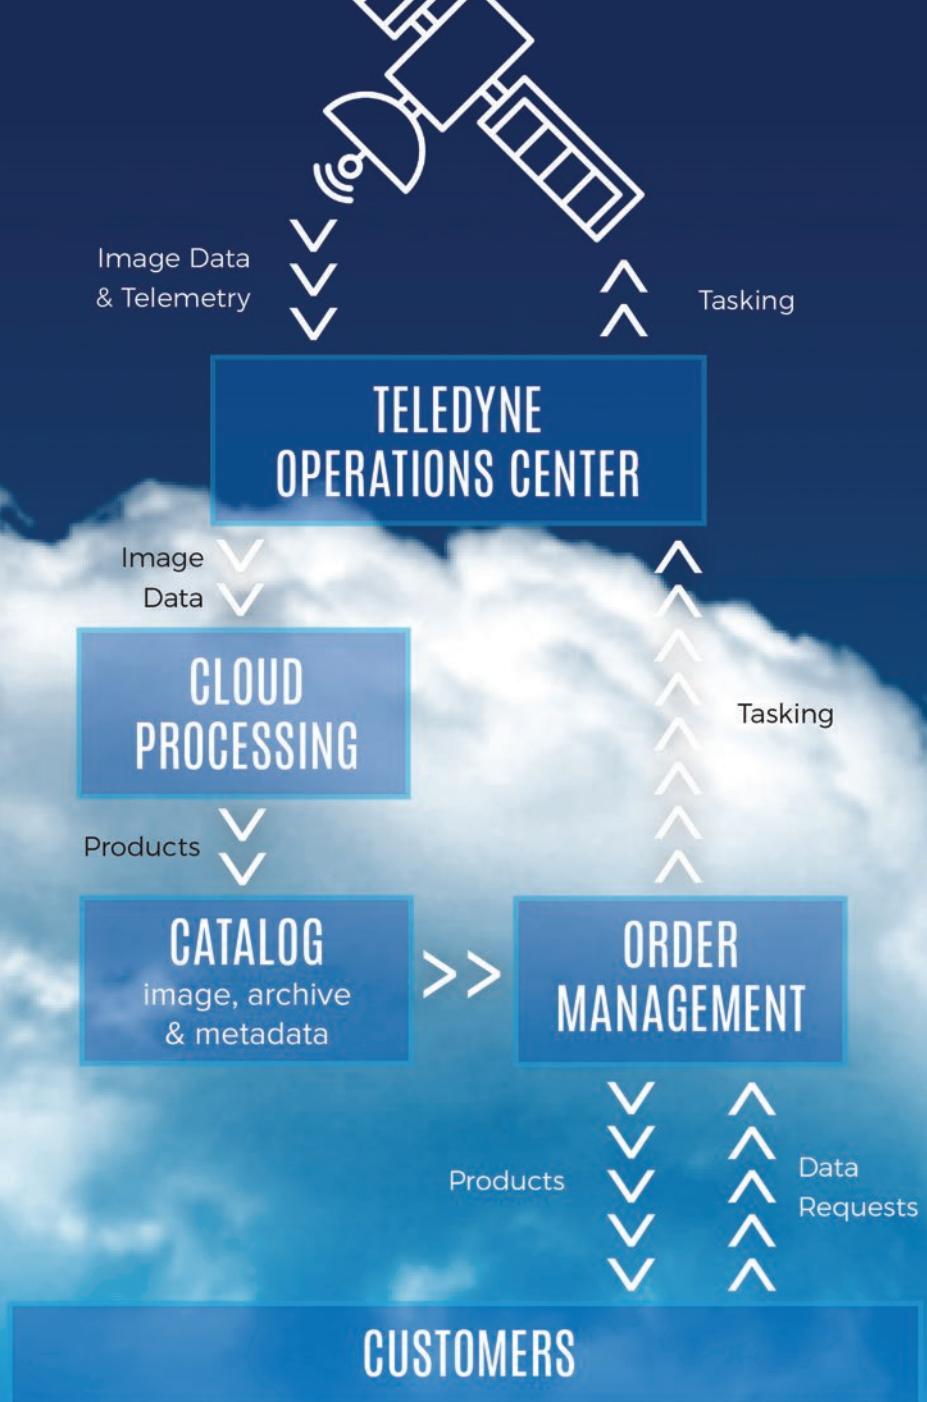 Image Data
& Telemetry
Tasking
TELEDYNE
OPERATIONS CENTER
Image
Data
CLOUD
PROCESSING
Tasking
Products
CATALOG
image, archive
& metadata
ORDER
MANAGEMENT
Products
Data
Requests
CUSTOMERS